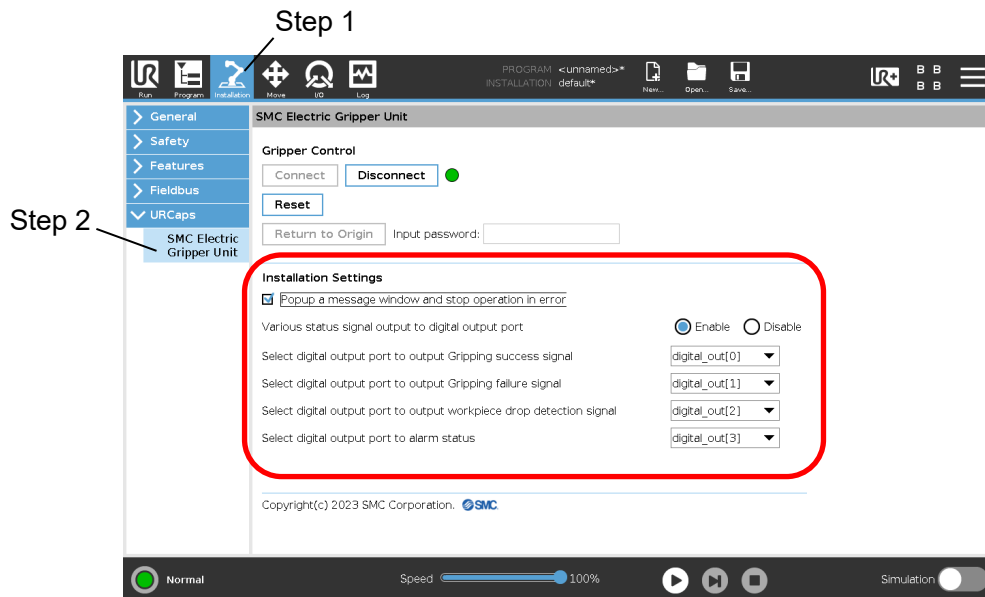 Step 1
PROGRAM <unnamed>*
INSTALLATION default*
Run Program Installation Move I/O Log New... Open... Save...
UR UR+ B B
B B
General
SMC Electric Gripper Unit
Safety
Features
Fieldbus
URCaps
Step 2
SMC Electric
Gripper Unit
Gripper Control
Connect Disconnect
Reset
Return to Origin Input password:
Installation Settings
Popup a message window and stop operation in error
Various status signal output to digital output port Enable Disable
Select digital output port to output Gripping success signal digital_out[0]
Select digital output port to output Gripping failure signal digital_out[1]
Select digital output port to output workpiece drop detection signal digital_out[2]
Select digital output port to alarm status digital_out[3]
Copyright(c) 2023 SMC Corporation. SMC
Normal Speed 100% Simulation